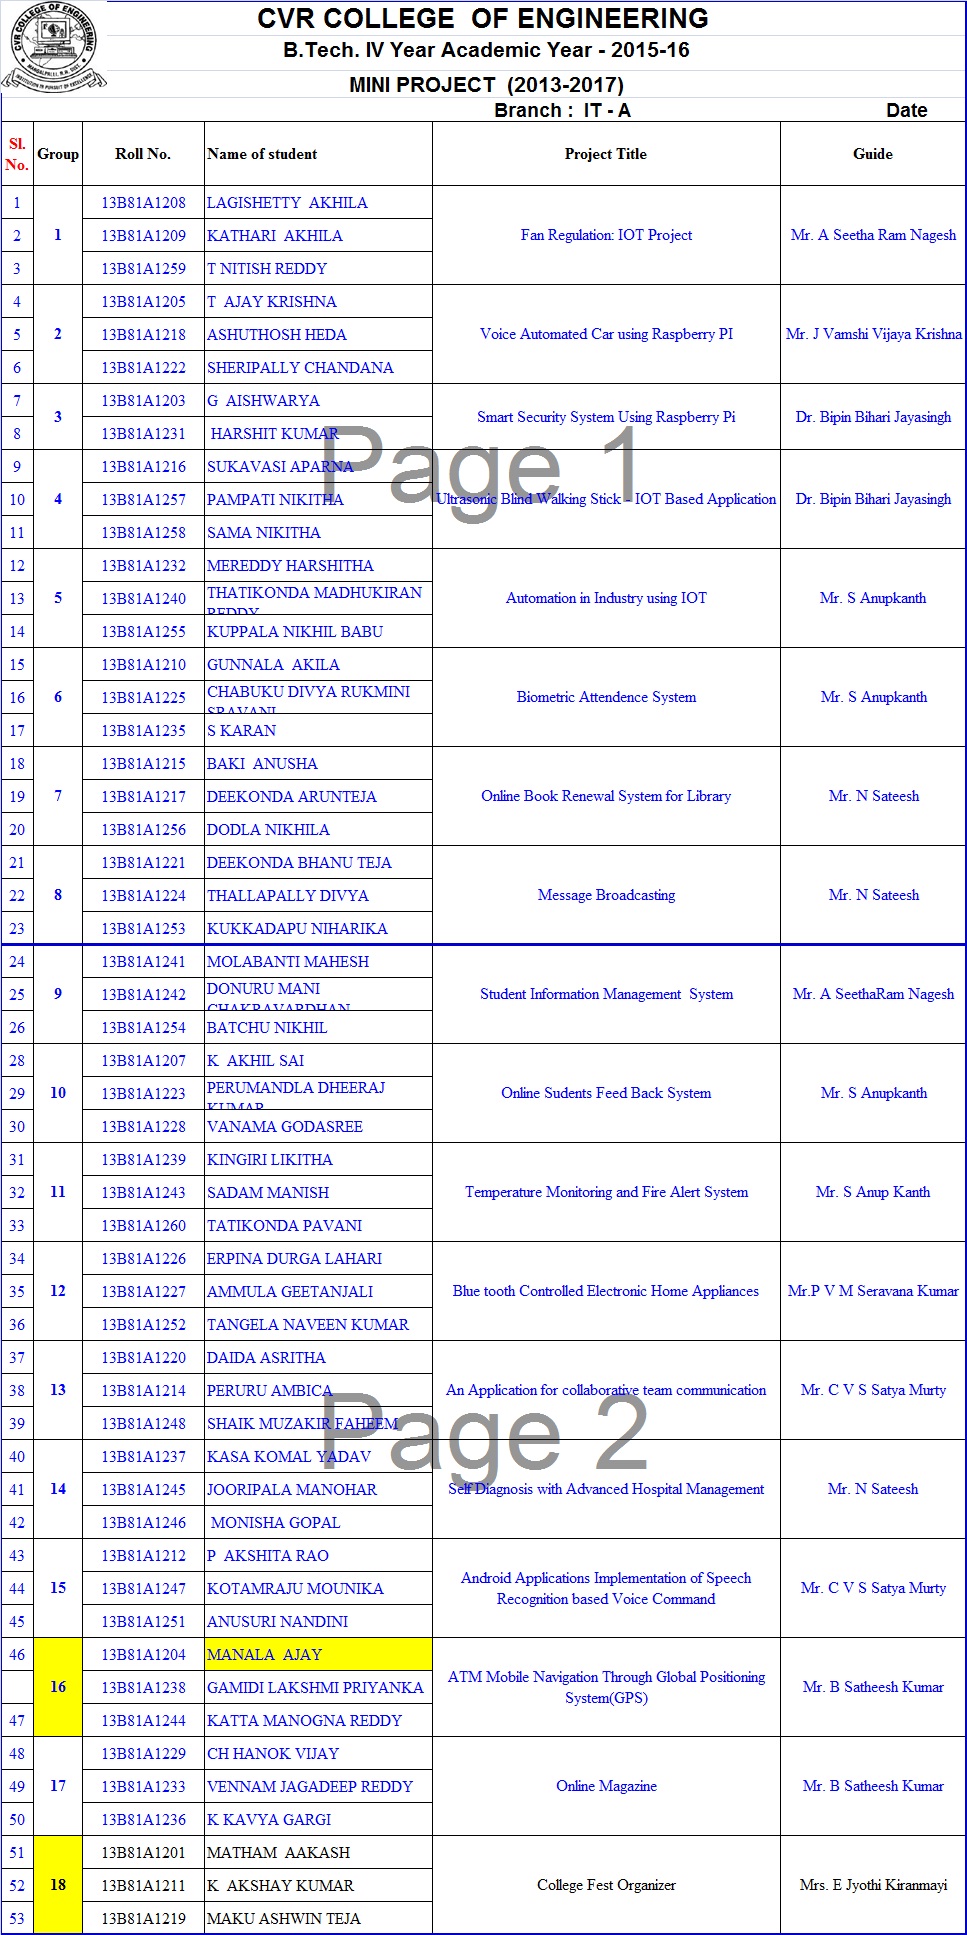 CVR COLLEGE OF ENGINEERING
CVR COLLEGE OF ENGINEERING
B.Tech. IV Year Academic Year - 2015-16
MINI PROJECT (2013-2017)
Branch : IT - A Date
Sl. No. Group Roll No. Name of student Project Title Guide
1 13B81A1208 LAGISHETTY AKHILA
2 1 13B81A1209 KATHARI AKHILA Fan Regulation: IOT Project Mr. A Seetha Ram Nagesh
3 13B81A1259 T NITISH REDDY
4 13B81A1205 T AJAY KRISHNA
5 2 13B81A1218 ASHUTHOSH HEDA Voice Automated Car using Raspberry PI Mr. J Vamshi Vijaya Krishna
6 13B81A1222 SHERIPALLY CHANDANA
7 13B81A1203 G AISHWARYA
3 Smart Security System Using Raspberry Pi Dr. Bipin Bihari Jayasingh
8 13B81A1231 HARSHIT KUMAR
Page 1
9 13B81A1216 SUKAVASI APARNA
10 4 13B81A1257 PAMPATI NIKITHA Ultrasonic Blind Walking Stick - IOT Based Application Dr. Bipin Bihari Jayasingh
11 13B81A1258 SAMA NIKITHA
12 13B81A1232 MEREDDY HARSHITHA
13 5 13B81A1240 THATIKONDA MADHUKIRAN REDDY Automation in Industry using IOT Mr. S Anupkanth
14 13B81A1255 KUPPALA NIKHIL BABU
15 13B81A1210 GUNNALA AKILA
16 6 13B81A1225 CHABUKU DIVYA RUKMINI SRAVANI Biometric Attendence System Mr. S Anupkanth
17 13B81A1235 S KARAN
18 13B81A1215 BAKI ANUSHA
19 7 13B81A1217 DEEKONDA ARUNTEJA Online Book Renewal System for Library Mr. N Sateesh
20 13B81A1256 DODLA NIKHILA
21 13B81A1221 DEEKONDA BHANU TEJA
22 8 13B81A1224 THALLAPALLY DIVYA Message Broadcasting Mr. N Sateesh
23 13B81A1253 KUKKADAPU NIHARIKA
24 13B81A1241 MOLABANTI MAHESH
25 9 13B81A1242 DONURU MANI CHAKRAVARDHAN Student Information Management System Mr. A SeethaRam Nagesh
26 13B81A1254 BATCHU NIKHIL
28 13B81A1207 K AKHIL SAI
29 10 13B81A1223 PERUMANDLA DHEERAJ KUMAR Online Sudents Feed Back System Mr. S Anupkanth
30 13B81A1228 VANAMA GODASREE
31 13B81A1239 KINGIRI LIKITHA
32 11 13B81A1243 SADAM MANISH Temperature Monitoring and Fire Alert System Mr. S Anup Kanth
33 13B81A1260 TATIKONDA PAVANI
34 13B81A1226 ERPINA DURGA LAHARI
35 12 13B81A1227 AMMULA GEETANJALI Blue tooth Controlled Electronic Home Appliances Mr.P V M Seravana Kumar
36 13B81A1252 TANGELA NAVEEN KUMAR
37 13B81A1220 DAIDA ASRITHA
38 13 13B81A1214 PERURU AMBICA An Application for collaborative team communication Mr. C V S Satya Murty
39 13B81A1248 SHAIK MUZAKIR FAHEEM
Page 2
40 13B81A1237 KASA KOMAL YADAV
41 14 13B81A1245 JOORIPALA MANOHAR Self Diagnosis with Advanced Hospital Management Mr. N Sateesh
42 13B81A1246 MONISHA GOPAL
43 13B81A1212 P AKSHITA RAO
44 15 13B81A1247 KOTAMRAJU MOUNIKA Android Applications Implementation of Speech Recognition based Voice Command Mr. C V S Satya Murty
45 13B81A1251 ANUSURI NANDINI
46 13B81A1204 MANALA AJAY
16 13B81A1238 GAMIDI LAKSHMI PRIYANKA ATM Mobile Navigation Through Global Positioning System(GPS) Mr. B Satheesh Kumar
47 13B81A1244 KATTA MANOGNA REDDY
48 13B81A1229 CH HANOK VIJAY
49 17 13B81A1233 VENNAM JAGADEEP REDDY Online Magazine Mr. B Satheesh Kumar
50 13B81A1236 K KAVYA GARGI
51 13B81A1201 MATHAM AAKASH
52 18 13B81A1211 K AKSHAY KUMAR College Fest Organizer Mrs. E Jyothi Kiranmayi
53 13B81A1219 MAKU ASHWIN TEJA